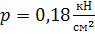 p = 0,18 кН/см²